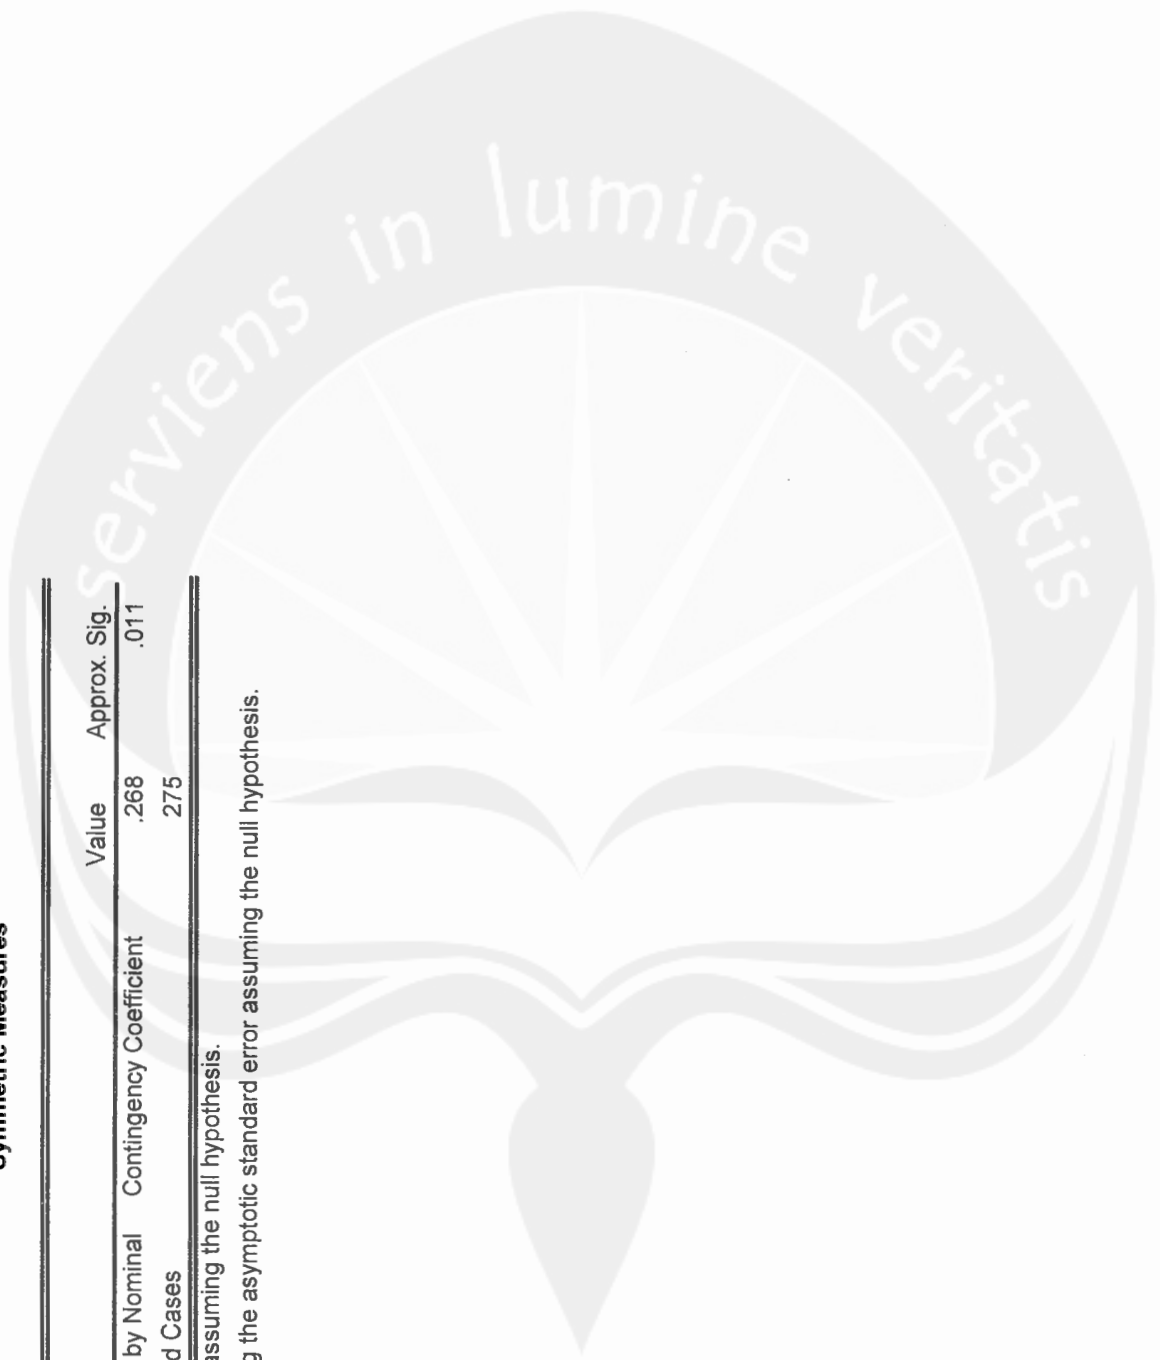 Symmetric Measures
Value Approx. Sig.
by Nominal Contingency Coefficient .268 .011
d Cases 275
assuming the null hypothesis.
g the asymptotic standard error assuming the null hypothesis.
serviens in lumine veritatis